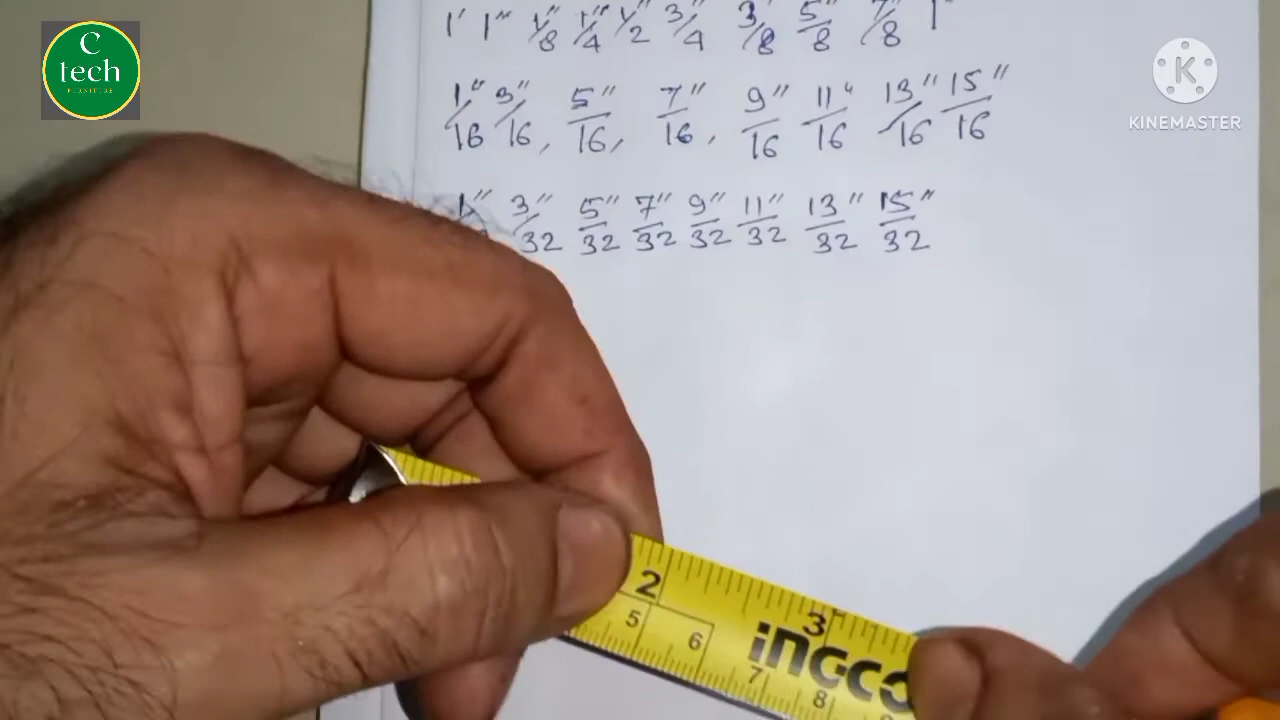 C
tech
FURNITURE
KINEMASTER
1' 1" 1/8" 1/4" 1/2" 3/4" 3/8" 5/8" 7/8" 1"
1/16" 3/16, 5/16", 7/16", 9/16" 11/16" 13/16" 15/16"
1" 3/32" 5/32" 7/32" 9/32" 11/32" 13/32" 15/32"
2 3
5 6 7 8
INGCO